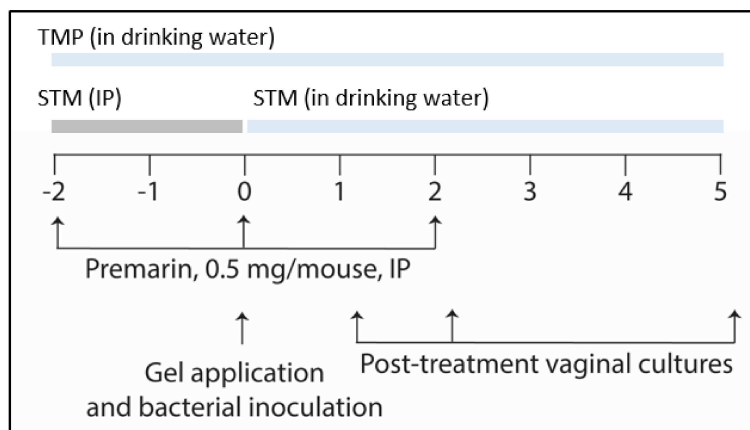 TMP (in drinking water)
STM (IP) STM (in drinking water)
-2 -1 0 1 2 3 4 5
Premarin, 0.5 mg/mouse, IP
Gel application
and bacterial inoculation
Post-treatment vaginal cultures